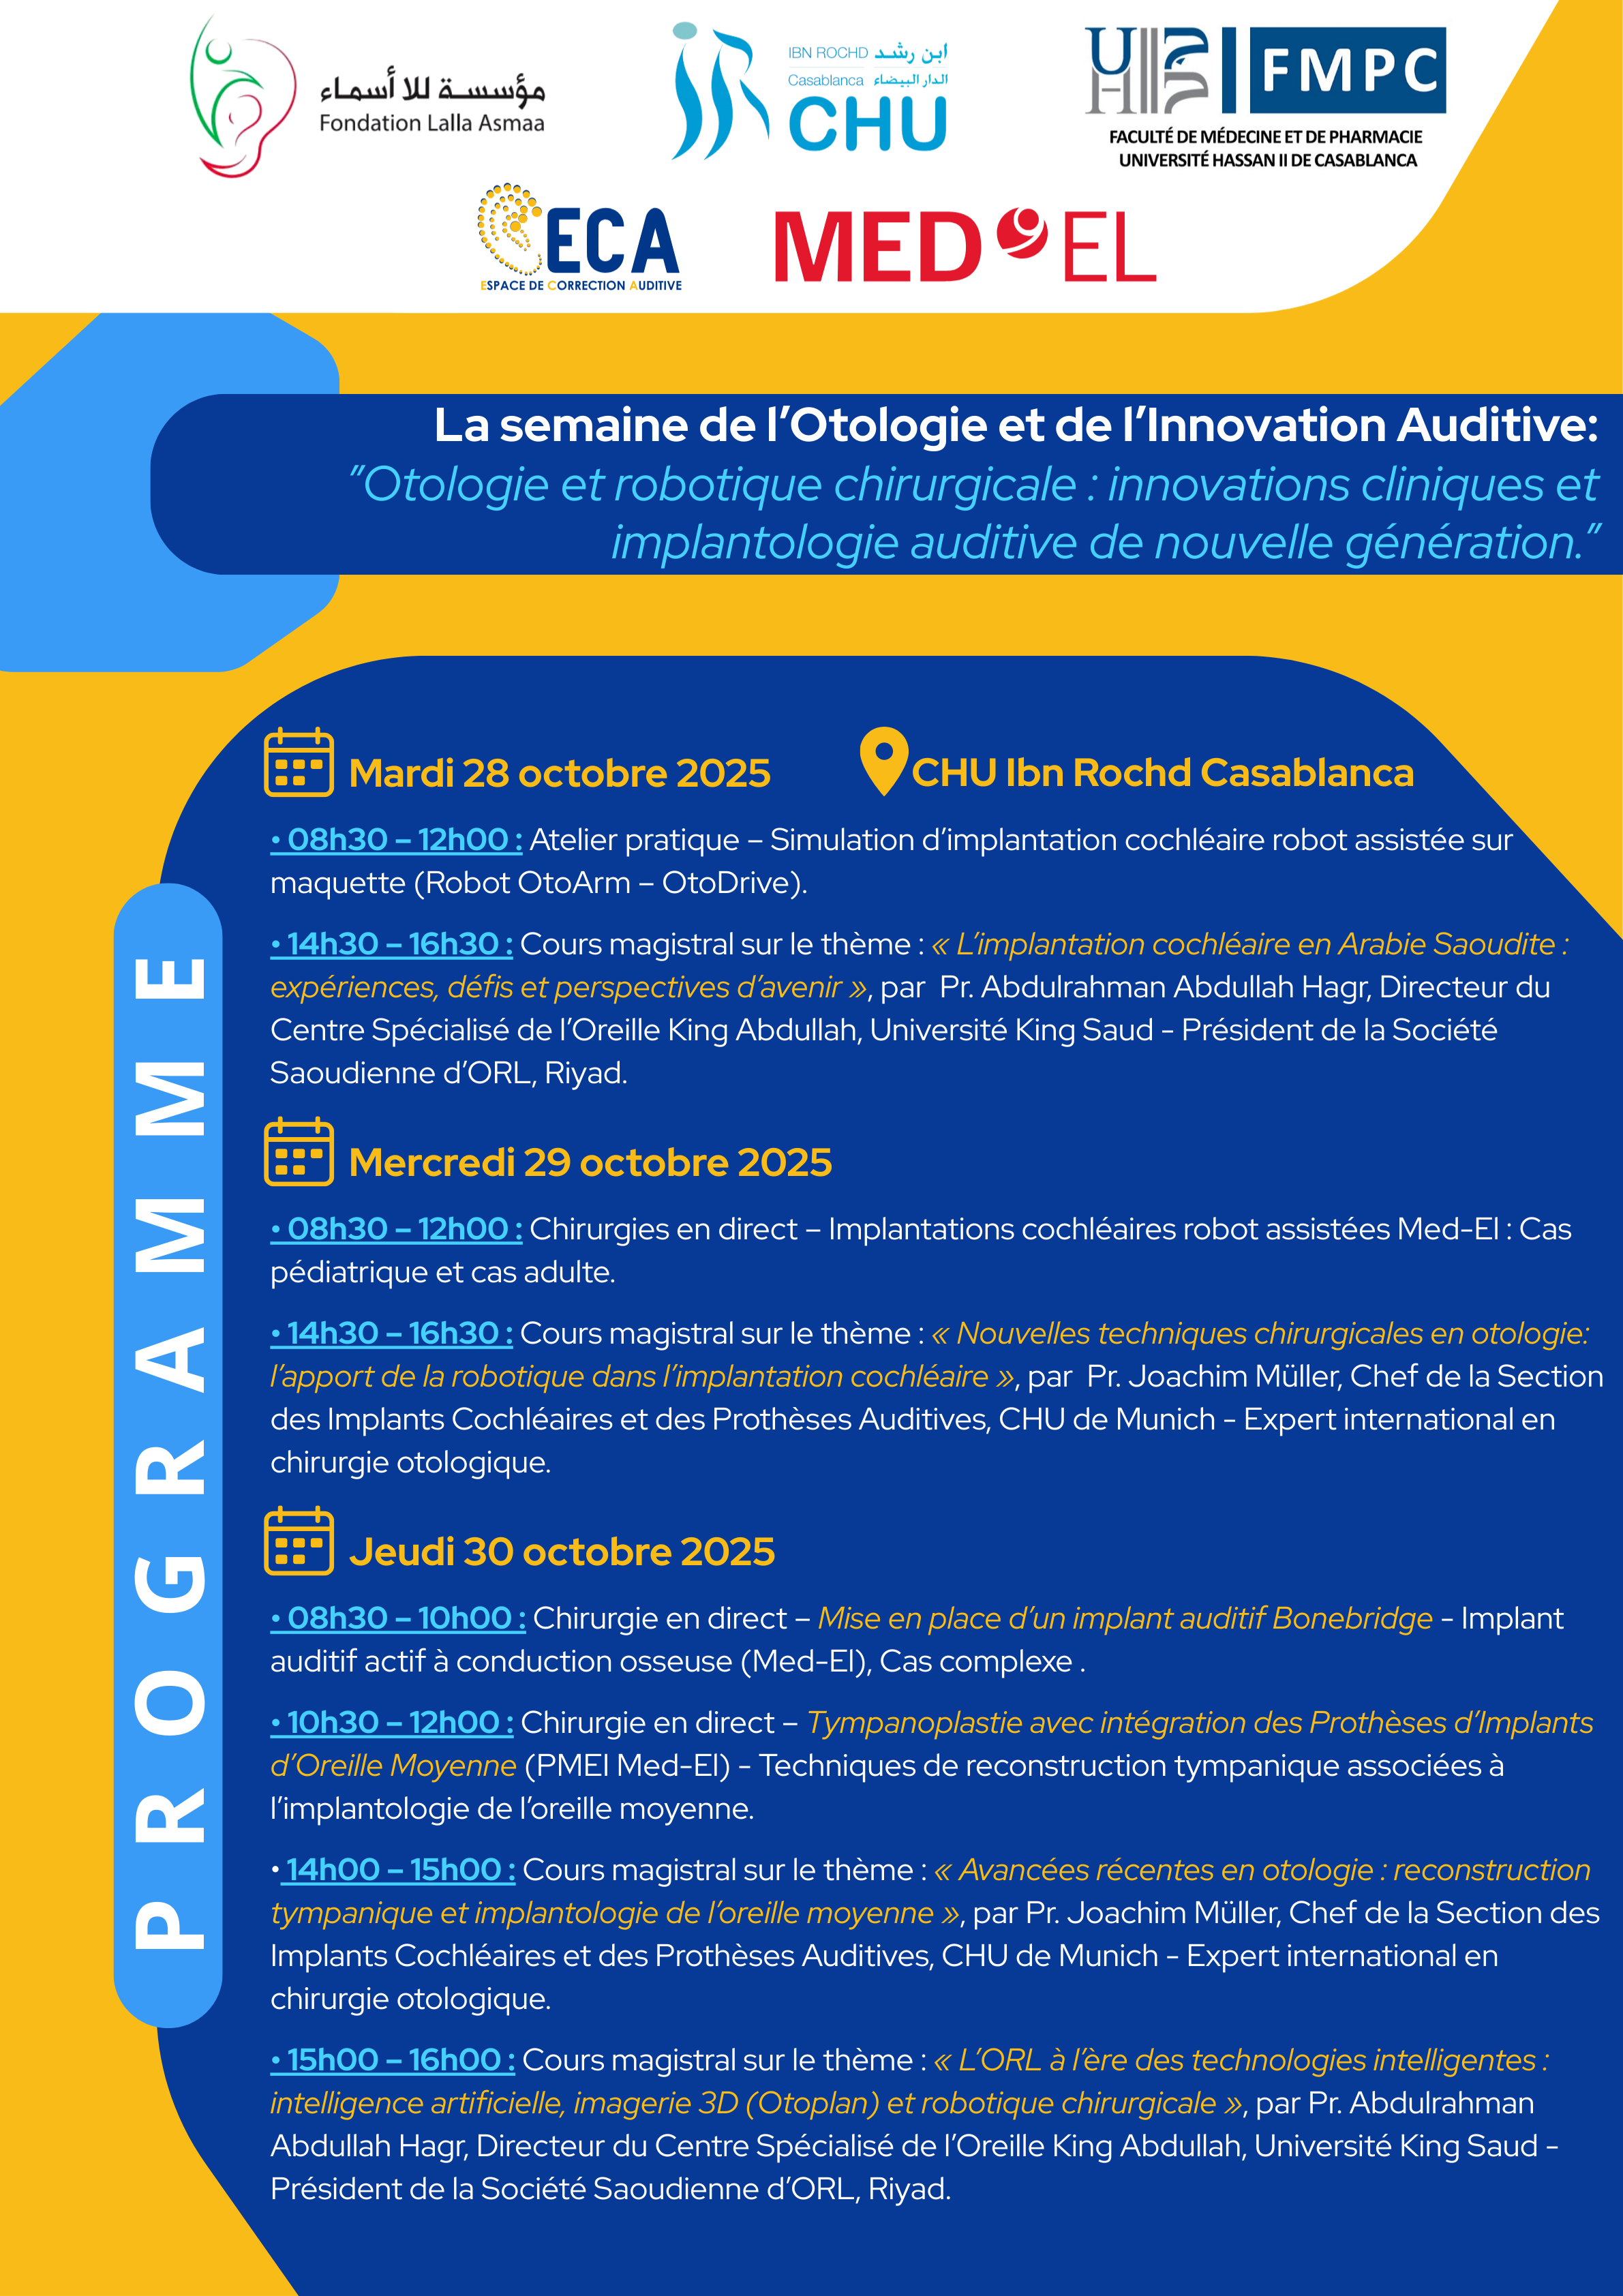 مؤسسة للا أسماء
Fondation Lalla Asmaa
IBN ROCHD ابن رشد
Casablanca الدار البيضاء
CHU
UH FMPC
FACULTÉ DE MÉDECINE ET DE PHARMACIE
UNIVERSITÉ HASSAN II DE CASABLANCA
ECA
ESPACE DE CORRECTION AUDITIVE
MED EL
La semaine de l’Otologie et de l’Innovation Auditive:
”Otologie et robotique chirurgicale : innovations cliniques et
implantologie auditive de nouvelle génération.”
PROGRAMME
Mardi 28 octobre 2025 CHU Ibn Rochd Casablanca
• 08h30 – 12h00 : Atelier pratique – Simulation d’implantation cochléaire robot assistée sur
maquette (Robot OtoArm – OtoDrive).
• 14h30 – 16h30 : Cours magistral sur le thème : « L’implantation cochléaire en Arabie Saoudite :
expériences, défis et perspectives d’avenir », par Pr. Abdulrahman Abdullah Hagr, Directeur du
Centre Spécialisé de l’Oreille King Abdullah, Université King Saud - Président de la Société
Saoudienne d’ORL, Riyad.
Mercredi 29 octobre 2025
• 08h30 – 12h00 : Chirurgies en direct – Implantations cochléaires robot assistées Med-El : Cas
pédiatrique et cas adulte.
• 14h30 – 16h30 : Cours magistral sur le thème : « Nouvelles techniques chirurgicales en otologie:
l’apport de la robotique dans l’implantation cochléaire », par Pr. Joachim Müller, Chef de la Section
des Implants Cochléaires et des Prothèses Auditives, CHU de Munich - Expert international en
chirurgie otologique.
Jeudi 30 octobre 2025
• 08h30 – 10h00 : Chirurgie en direct – Mise en place d’un implant auditif Bonebridge - Implant
auditif actif à conduction osseuse (Med-El), Cas complexe .
• 10h30 – 12h00 : Chirurgie en direct – Tympanoplastie avec intégration des Prothèses d’Implants
d’Oreille Moyenne (PMEI Med-El) - Techniques de reconstruction tympanique associées à
l’implantologie de l’oreille moyenne.
• 14h00 – 15h00 : Cours magistral sur le thème : « Avancées récentes en otologie : reconstruction
tympanique et implantologie de l’oreille moyenne », par Pr. Joachim Müller, Chef de la Section des
Implants Cochléaires et des Prothèses Auditives, CHU de Munich - Expert international en
chirurgie otologique.
• 15h00 – 16h00 : Cours magistral sur le thème : « L’ORL à l’ère des technologies intelligentes :
intelligence artificielle, imagerie 3D (Otoplan) et robotique chirurgicale », par Pr. Abdulrahman
Abdullah Hagr, Directeur du Centre Spécialisé de l’Oreille King Abdullah, Université King Saud -
Président de la Société Saoudienne d’ORL, Riyad.